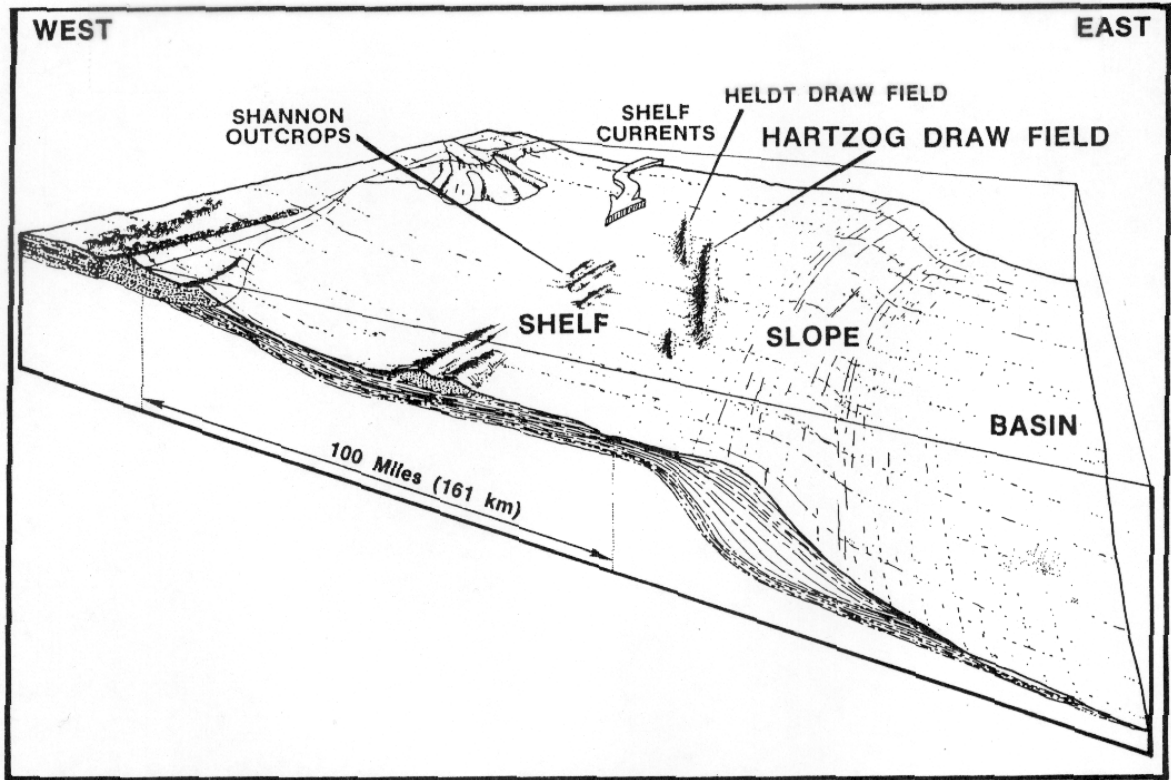 WEST
EAST
SHANNON
OUTCROPS
SHELF
CURRENTS
HELDT DRAW FIELD
HARTZOG DRAW FIELD
SHELF
SLOPE
BASIN
100 Miles (161 km)